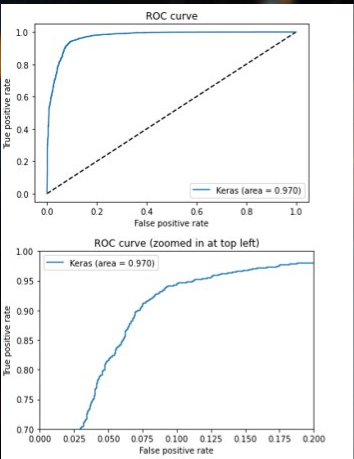 ROC curve
1.0
0.8
0.6
0.4
0.2
0.0
True positive rate
Keras (area = 0.970)
0.0 0.2 0.4 0.6 0.8 1.0
False positive rate
ROC curve (zoomed in at top left)
1.00
0.95
0.90
0.85
0.80
0.75
0.70
True positive rate
Keras (area = 0.970)
0.000 0.025 0.050 0.075 0.100 0.125 0.150 0.175 0.200
False positive rate